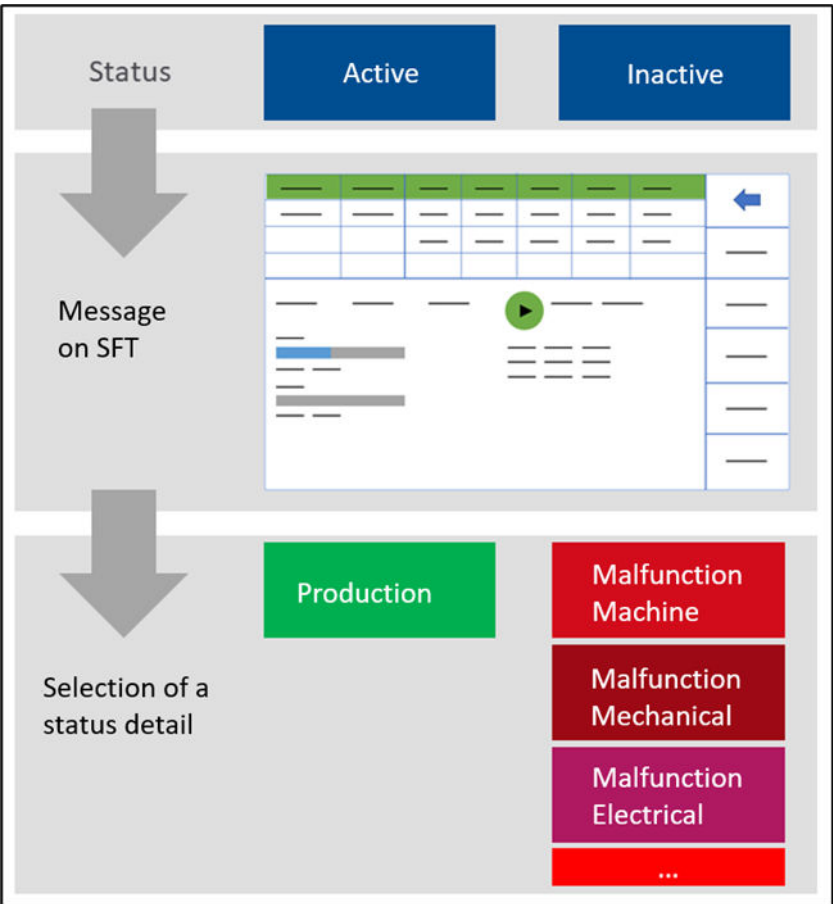 Status
Active
Inactive
Message
on SFT
Production
Malfunction
Machine
Selection of a
status detail
Malfunction
Mechanical
Malfunction
Electrical
...